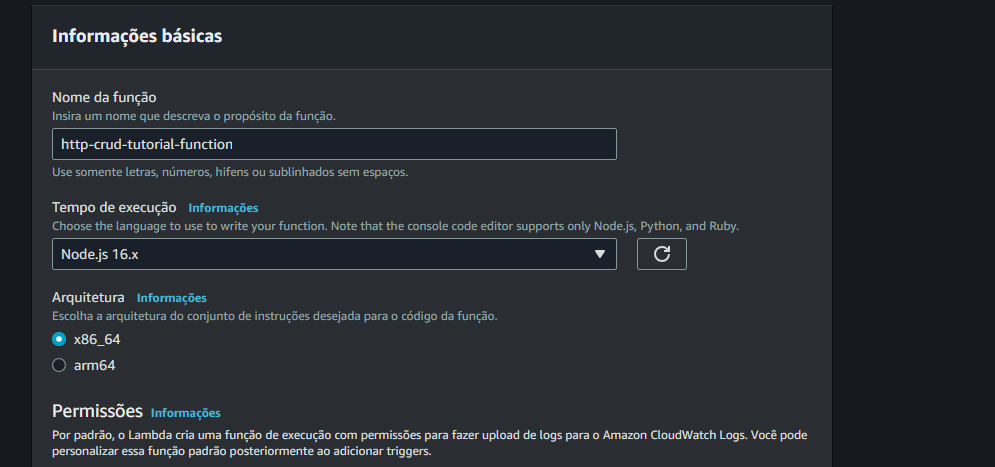 Informações básicas
Nome da função
Insira um nome que descreva o propósito da função.
http-crud-tutorial-function
Use somente letras, números, hifens ou sublinhados sem espaços.
Tempo de execução Informações
Choose the language to use to write your function. Note that the console code editor supports only Node.js, Python, and Ruby.
Node.js 16.x
Arquitetura Informações
Escolha a arquitetura do conjunto de instruções desejada para o código da função.
x86_64
arm64
Permissões Informações
Por padrão, o Lambda cria uma função de execução com permissões para fazer upload de logs para o Amazon CloudWatch Logs. Você pode
personalizar essa função padrão posteriormente ao adicionar triggers.